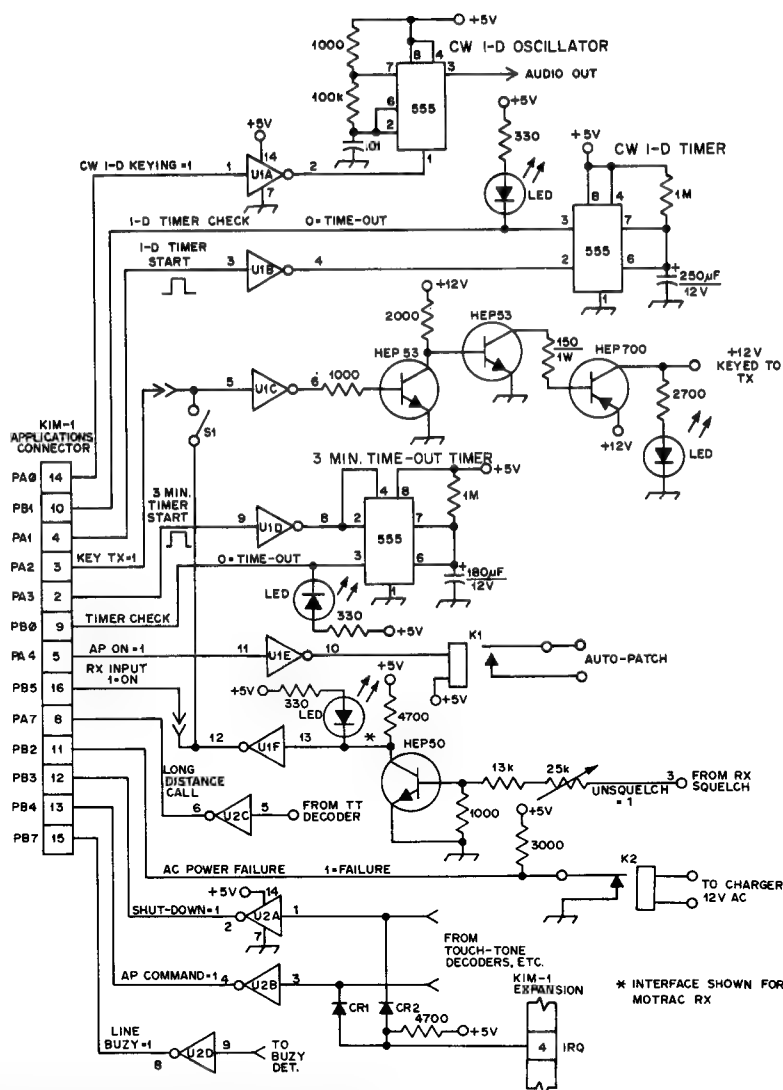 +5V
1000
CW I-D OSCILLATOR
8 4
7 3
AUDIO OUT
100k
6
555
2
.01
1
+5V
330
+5V
CW I-D TIMER
+5V
14
CW I-D KEYING=1
1 U1A 2
7
LED
8 4
1M
I-D TIMER CHECK
0=TIME-OUT
3 7
I-D TIMER
START
3 U1B 4
2 555 6
250µF
12V
1
+12V
2000
HEP53
HEP53
150
1W
HEP700
+12V
KEYED TO
TX
5 U1C 6
1000
2700
+12V
LED
S1
KIM-1
APPLICATIONS
CONNECTOR
3 MIN. TIME-OUT TIMER
+5V
PA0 14
PB1 10
PA1 4
PA2 3
PA3 2
PB0 9
PA4 5
PB5 16
PA7 8
PB2 11
PB3 12
PB4 13
PB7 15
3 MIN.
TIMER
START
9 U1D 8
4 8
1M
2 7
555
3 6
180µF
12V
1
KEY TX=1
0=TIME-OUT
LED
330
+5V
TIMER CHECK
AP ON=1
11 U1E 10
K1
AUTO-PATCH
+5V
RX INPUT
1=ON
+5V
330
LED
+5V
4700
*
12 U1F 13
HEP50
13k
25k
3
FROM RX
SQUELCH
UNSQUELCH
=1
1000
LONG
DISTANCE
CALL
6 U2C 5
FROM TT
DECODER
+5V
3000
AC POWER FAILURE
1=FAILURE
K2
TO CHARGER
12V AC
+5V
14
SHUT-DOWN=1
2 U2A 1
7
FROM
TOUCH-TONE
DECODERS, ETC.
AP COMMAND=1
4 U2B 3
CR1
CR2
4700
+5V
KIM-1
EXPANSION
4
IRQ
* INTERFACE SHOWN FOR
MOTRAC RX
LINE
BUZY=1
8 U2D 9
TO
BUZY
DET.